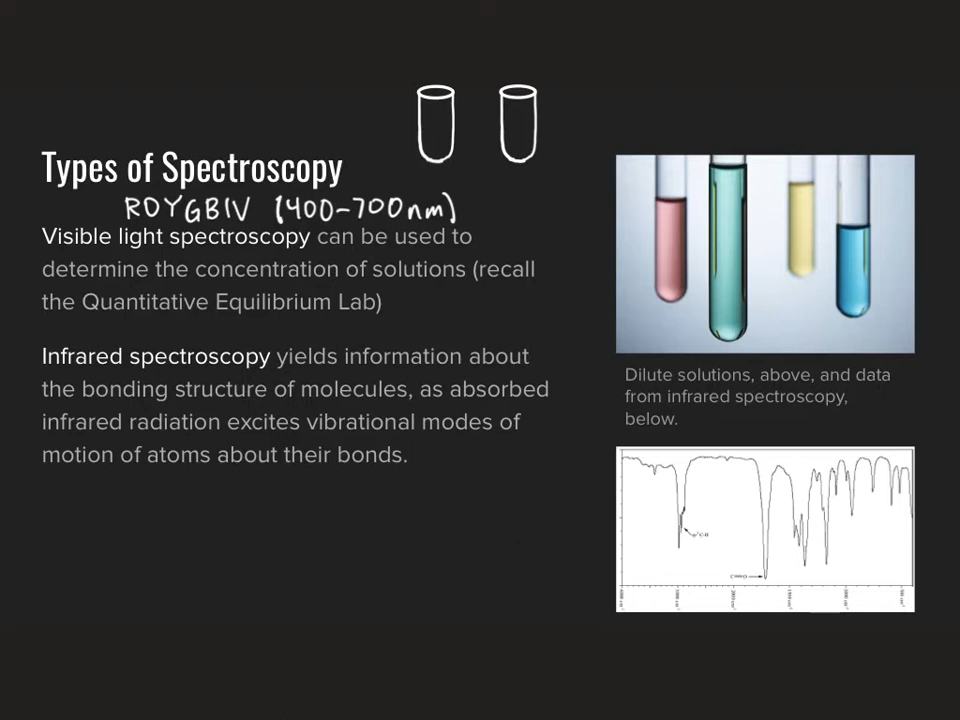 Types of Spectroscopy
ROYGBIV (400-700nm)
Visible light spectroscopy can be used to
determine the concentration of solutions (recall
the Quantitative Equilibrium Lab)
Infrared spectroscopy yields information about
the bonding structure of molecules, as absorbed
infrared radiation excites vibrational modes of
motion of atoms about their bonds.
Dilute solutions, above, and data
from infrared spectroscopy,
below.